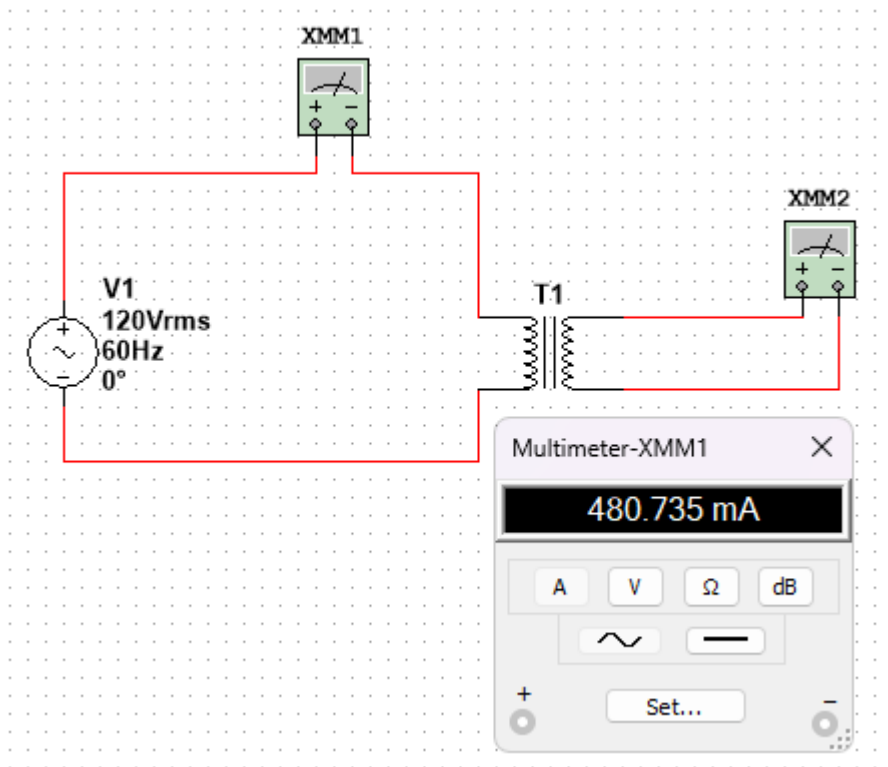 XMM1
+ −
XMM2
+ −
V1
120Vrms
60Hz
0°
+
−
T1
Multimeter-XMM1
480.735 mA
A V Ω dB
Set...
+ −